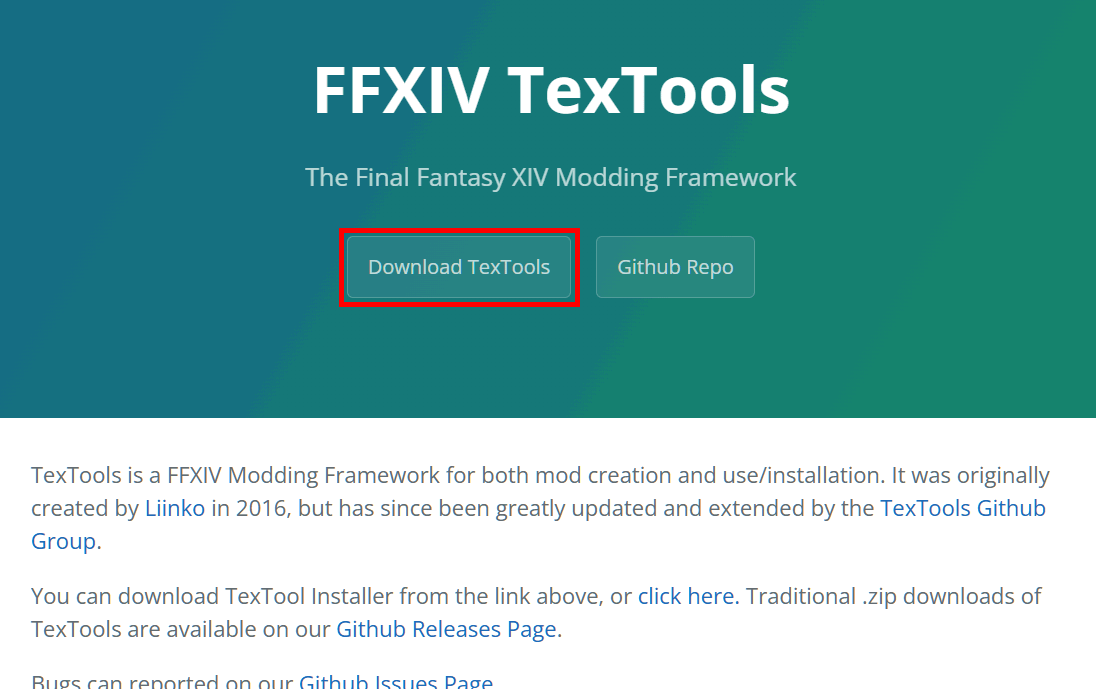 FFXIV TexTools
The Final Fantasy XIV Modding Framework
Download TexTools
Github Repo
TexTools is a FFXIV Modding Framework for both mod creation and use/installation. It was originally
created by Liinko in 2016, but has since been greatly updated and extended by the TexTools Github
Group.
You can download TexTool Installer from the link above, or click here. Traditional .zip downloads of
TexTools are available on our Github Releases Page.
Bugs can reported on our Github Issues Page